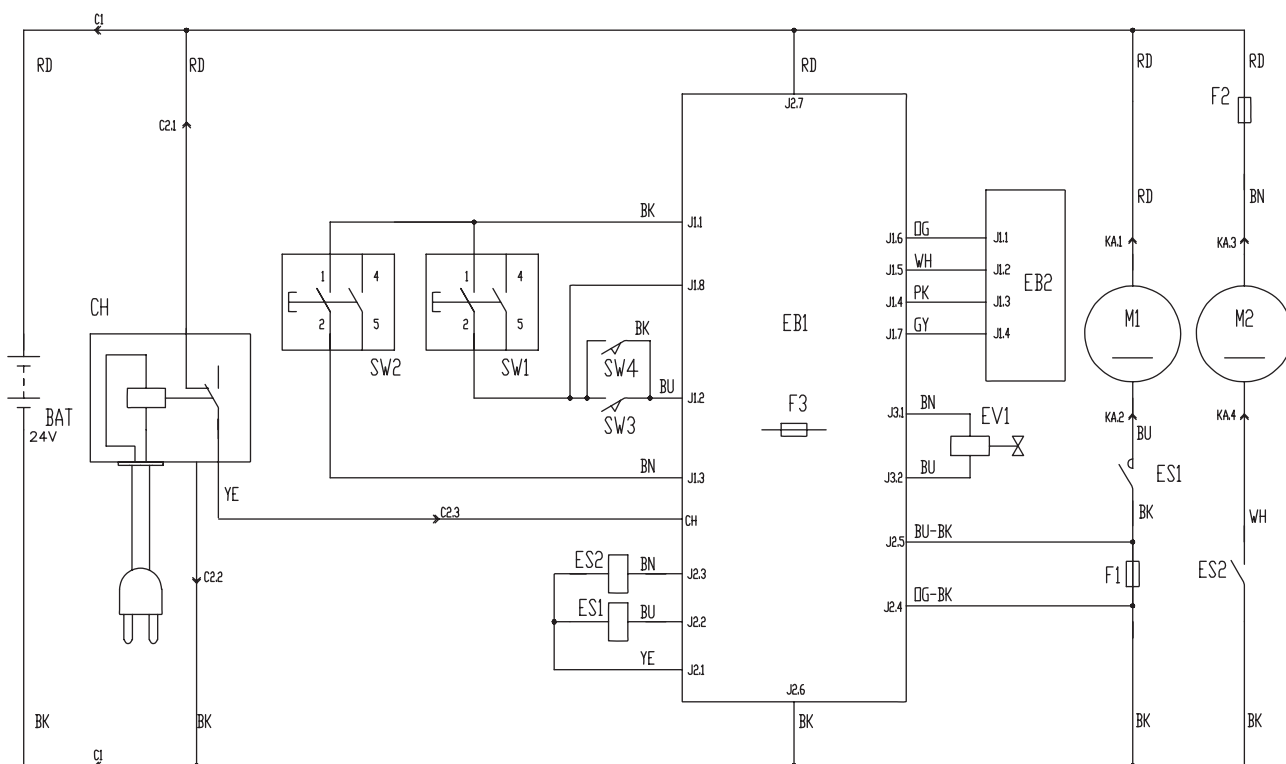 C1
RD RD RD RD RD
F2
J2.7
C2.1
RD BN
BK J1.1
J1.6 OG J1.1
KA.1 KA.3
1 4 1 4
J1.5 WH J1.2
J1.8
EB2
J1.4 PK J1.3
CH
2 5 2 5
EB1
M1 M2
BK
J1.7 GY J1.4
SW2 SW1 SW4
BU J1.2
F3
SW3
J3.1 BN EV1
KA.2 KA.4
BAT
24V
BU
BN J1.3
J3.2 BU
ES1
YE
C2.3 CH
BK WH
J2.5 BU-BK
ES2 BN J2.3
C2.2
F1 ES2
ES1 BU J2.2
J2.4 OG-BK
YE J2.1
J2.6
BK BK BK BK BK
C1